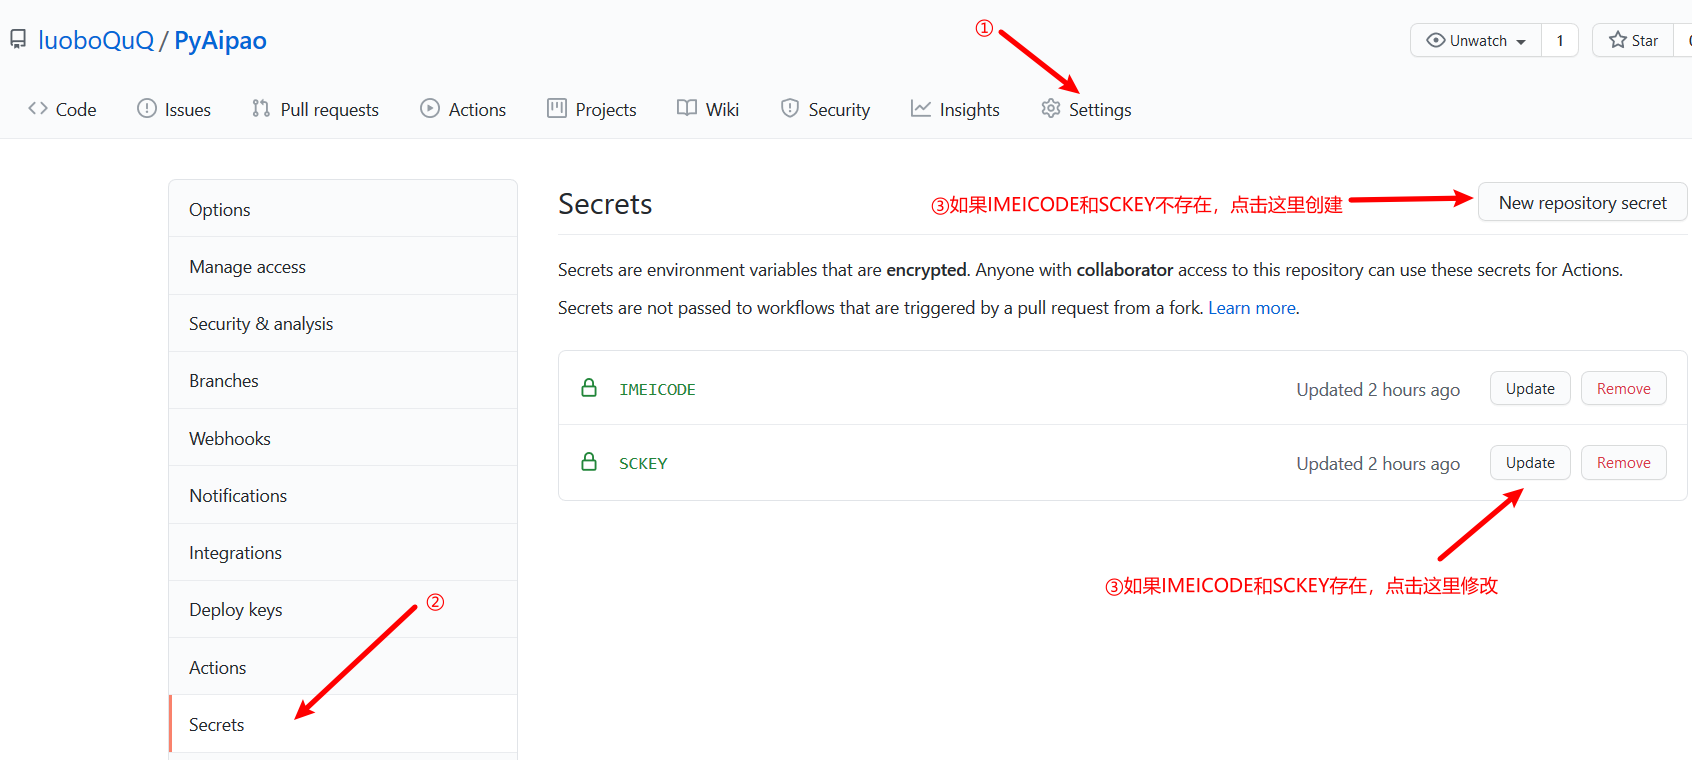 luoboQuQ / PyAipao
①
Unwatch 1
Star
Code Issues Pull requests Actions Projects Wiki Security Insights Settings
Options
Manage access
Security & analysis
Branches
Webhooks
Notifications
Integrations
Deploy keys
②
Actions
Secrets
Secrets
③如果IMEICODE和SCKEY不存在，点击这里创建
New repository secret
Secrets are environment variables that are encrypted. Anyone with collaborator access to this repository can use these secrets for Actions.
Secrets are not passed to workflows that are triggered by a pull request from a fork. Learn more.
IMEICODE Updated 2 hours ago Update Remove
SCKEY Updated 2 hours ago Update Remove
③如果IMEICODE和SCKEY存在，点击这里修改